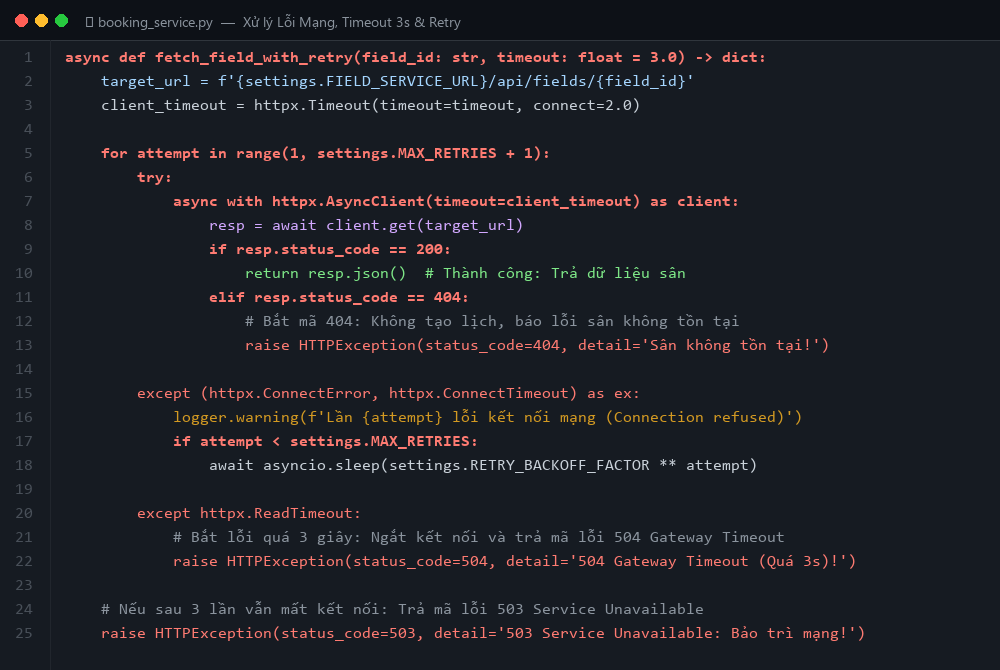 booking_service.py — Xử lý Lỗi Mạng, Timeout 3s & Retry
1 async def fetch_field_with_retry(field_id: str, timeout: float = 3.0) -> dict:
2     target_url = f'{settings.FIELD_SERVICE_URL}/api/fields/{field_id}'
3     client_timeout = httpx.Timeout(timeout=timeout, connect=2.0)
4
5     for attempt in range(1, settings.MAX_RETRIES + 1):
6         try:
7             async with httpx.AsyncClient(timeout=client_timeout) as client:
8                 resp = await client.get(target_url)
9                 if resp.status_code == 200:
10                     return resp.json()  # Thành công: Trả dữ liệu sân
11                 elif resp.status_code == 404:
12                     # Bắt mã 404: Không tạo lịch, báo lỗi sân không tồn tại
13                     raise HTTPException(status_code=404, detail='Sân không tồn tại!')
14
15         except (httpx.ConnectError, httpx.ConnectTimeout) as ex:
16             logger.warning(f'Lần {attempt} lỗi kết nối mạng (Connection refused)')
17             if attempt < settings.MAX_RETRIES:
18                 await asyncio.sleep(settings.RETRY_BACKOFF_FACTOR ** attempt)
19
20         except httpx.ReadTimeout:
21             # Bắt lỗi quá 3 giây: Ngắt kết nối và trả mã lỗi 504 Gateway Timeout
22             raise HTTPException(status_code=504, detail='504 Gateway Timeout (Quá 3s)!')
23
24     # Nếu sau 3 lần vẫn mất kết nối: Trả mã lỗi 503 Service Unavailable
25     raise HTTPException(status_code=503, detail='503 Service Unavailable: Bảo trì mạng!')